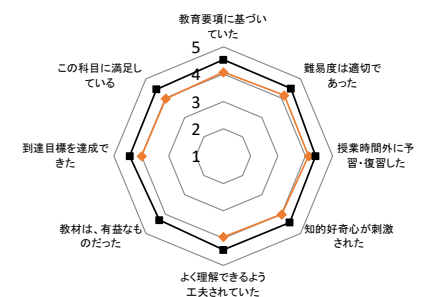 教育要項に基づい
ていた
5
4
3
2
1
難易度は適切で
あった
授業時間外に予
習・復習した
知的好奇心が刺激
された
よく理解できるよう
工夫されていた
教材は、有益なも
のだった
到達目標を達成で
きた
この科目に満足し
ている